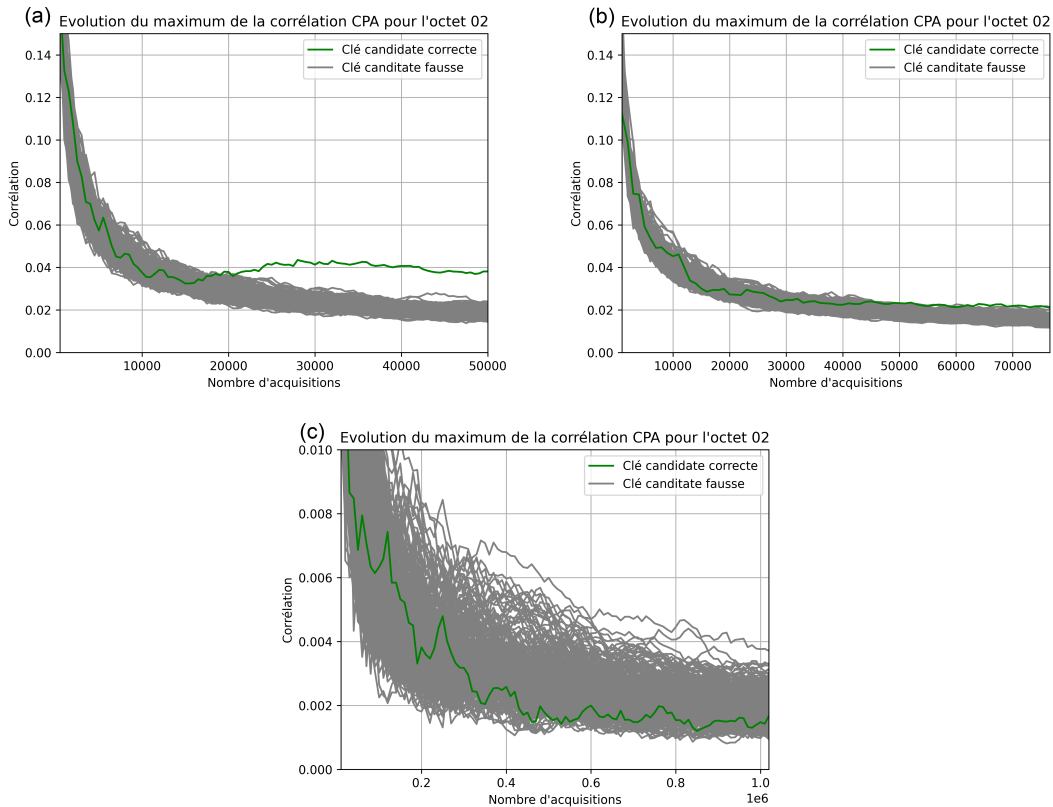 (a) Evolution du maximum de la corrélation CPA pour l'octet 02
Clé candidate correcte
Clé canditate fausse
0.14
0.12
0.10
0.08
0.06
0.04
0.02
0.00
Corrélation
10000 20000 30000 40000 50000
Nombre d'acquisitions
(b) Evolution du maximum de la corrélation CPA pour l'octet 02
Clé candidate correcte
Clé canditate fausse
0.14
0.12
0.10
0.08
0.06
0.04
0.02
0.00
Corrélation
10000 20000 30000 40000 50000 60000 70000
Nombre d'acquisitions
(c) Evolution du maximum de la corrélation CPA pour l'octet 02
Clé candidate correcte
Clé canditate fausse
0.010
0.008
0.006
0.004
0.002
0.000
Corrélation
0.2 0.4 0.6 0.8 1.0
1e6
Nombre d'acquisitions